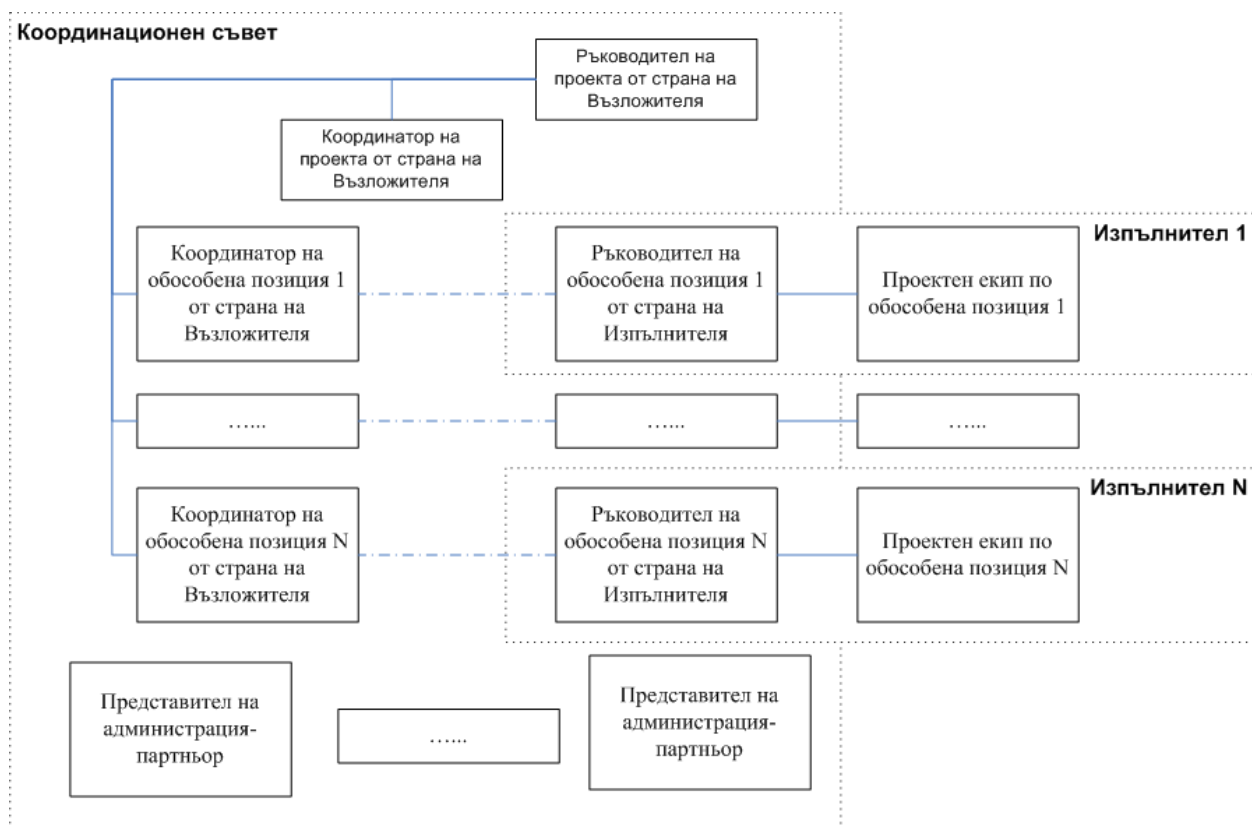 Координационен съвет
Ръководител на
проекта от страна на
Възложителя
Координатор на
проекта от страна на
Възложителя
Изпълнител 1
Координатор на
обособена позиция 1
от страна на
Възложителя
Ръководител на
обособена позиция 1
от страна на
Изпълнителя
Проектен екип по
обособена позиция 1
…...
…...
…...
Изпълнител N
Координатор на
обособена позиция N
от страна на
Възложителя
Ръководител на
обособена позиция N
от страна на
Изпълнителя
Проектен екип по
обособена позиция N
Представител на
администрация-
партньор
…...
Представител на
администрация-
партньор